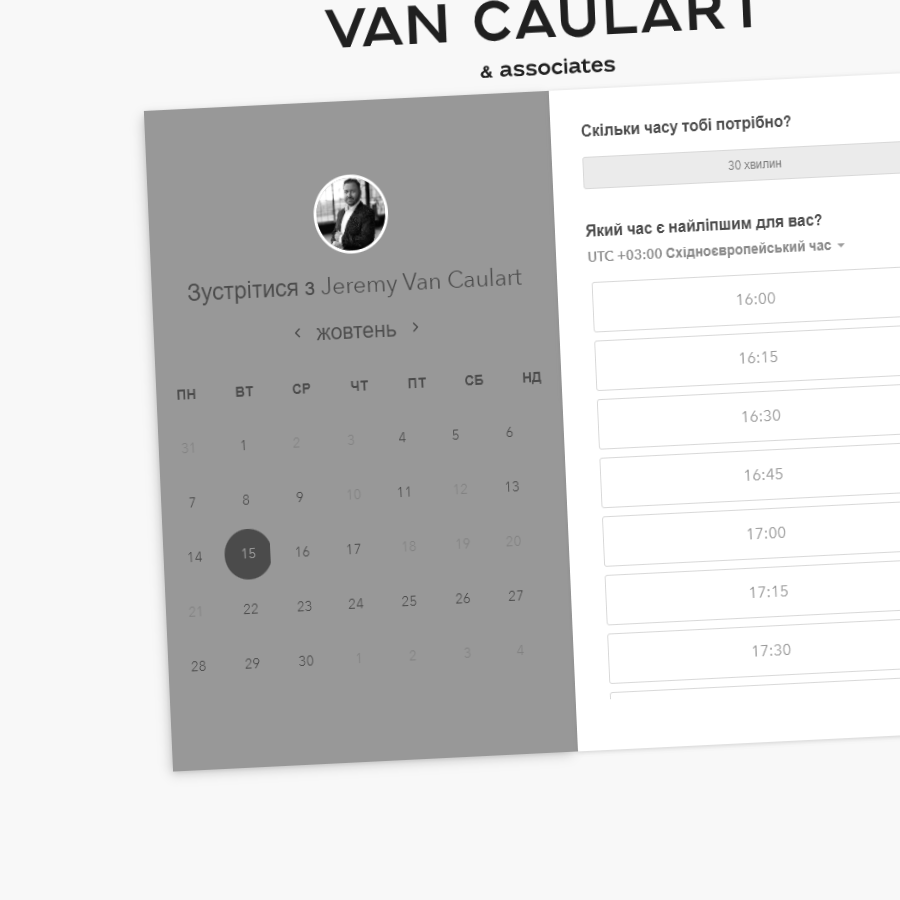 VAN CAULART
& associates
Зустрітися з Jeremy Van Caulart
‹ жовтень ›
ПН ВТ СР ЧТ ПТ СБ НД
31 1 2 3 4 5 6
7 8 9 10 11 12 13
14 15 16 17 18 19 20
21 22 23 24 25 26 27
28 29 30 1 2 3 4
Скільки часу тобі потрібно?
30 хвилин
Який час є найліпшим для вас?
UTC +03:00 Східноєвропейський час
16:00
16:15
16:30
16:45
17:00
17:15
17:30